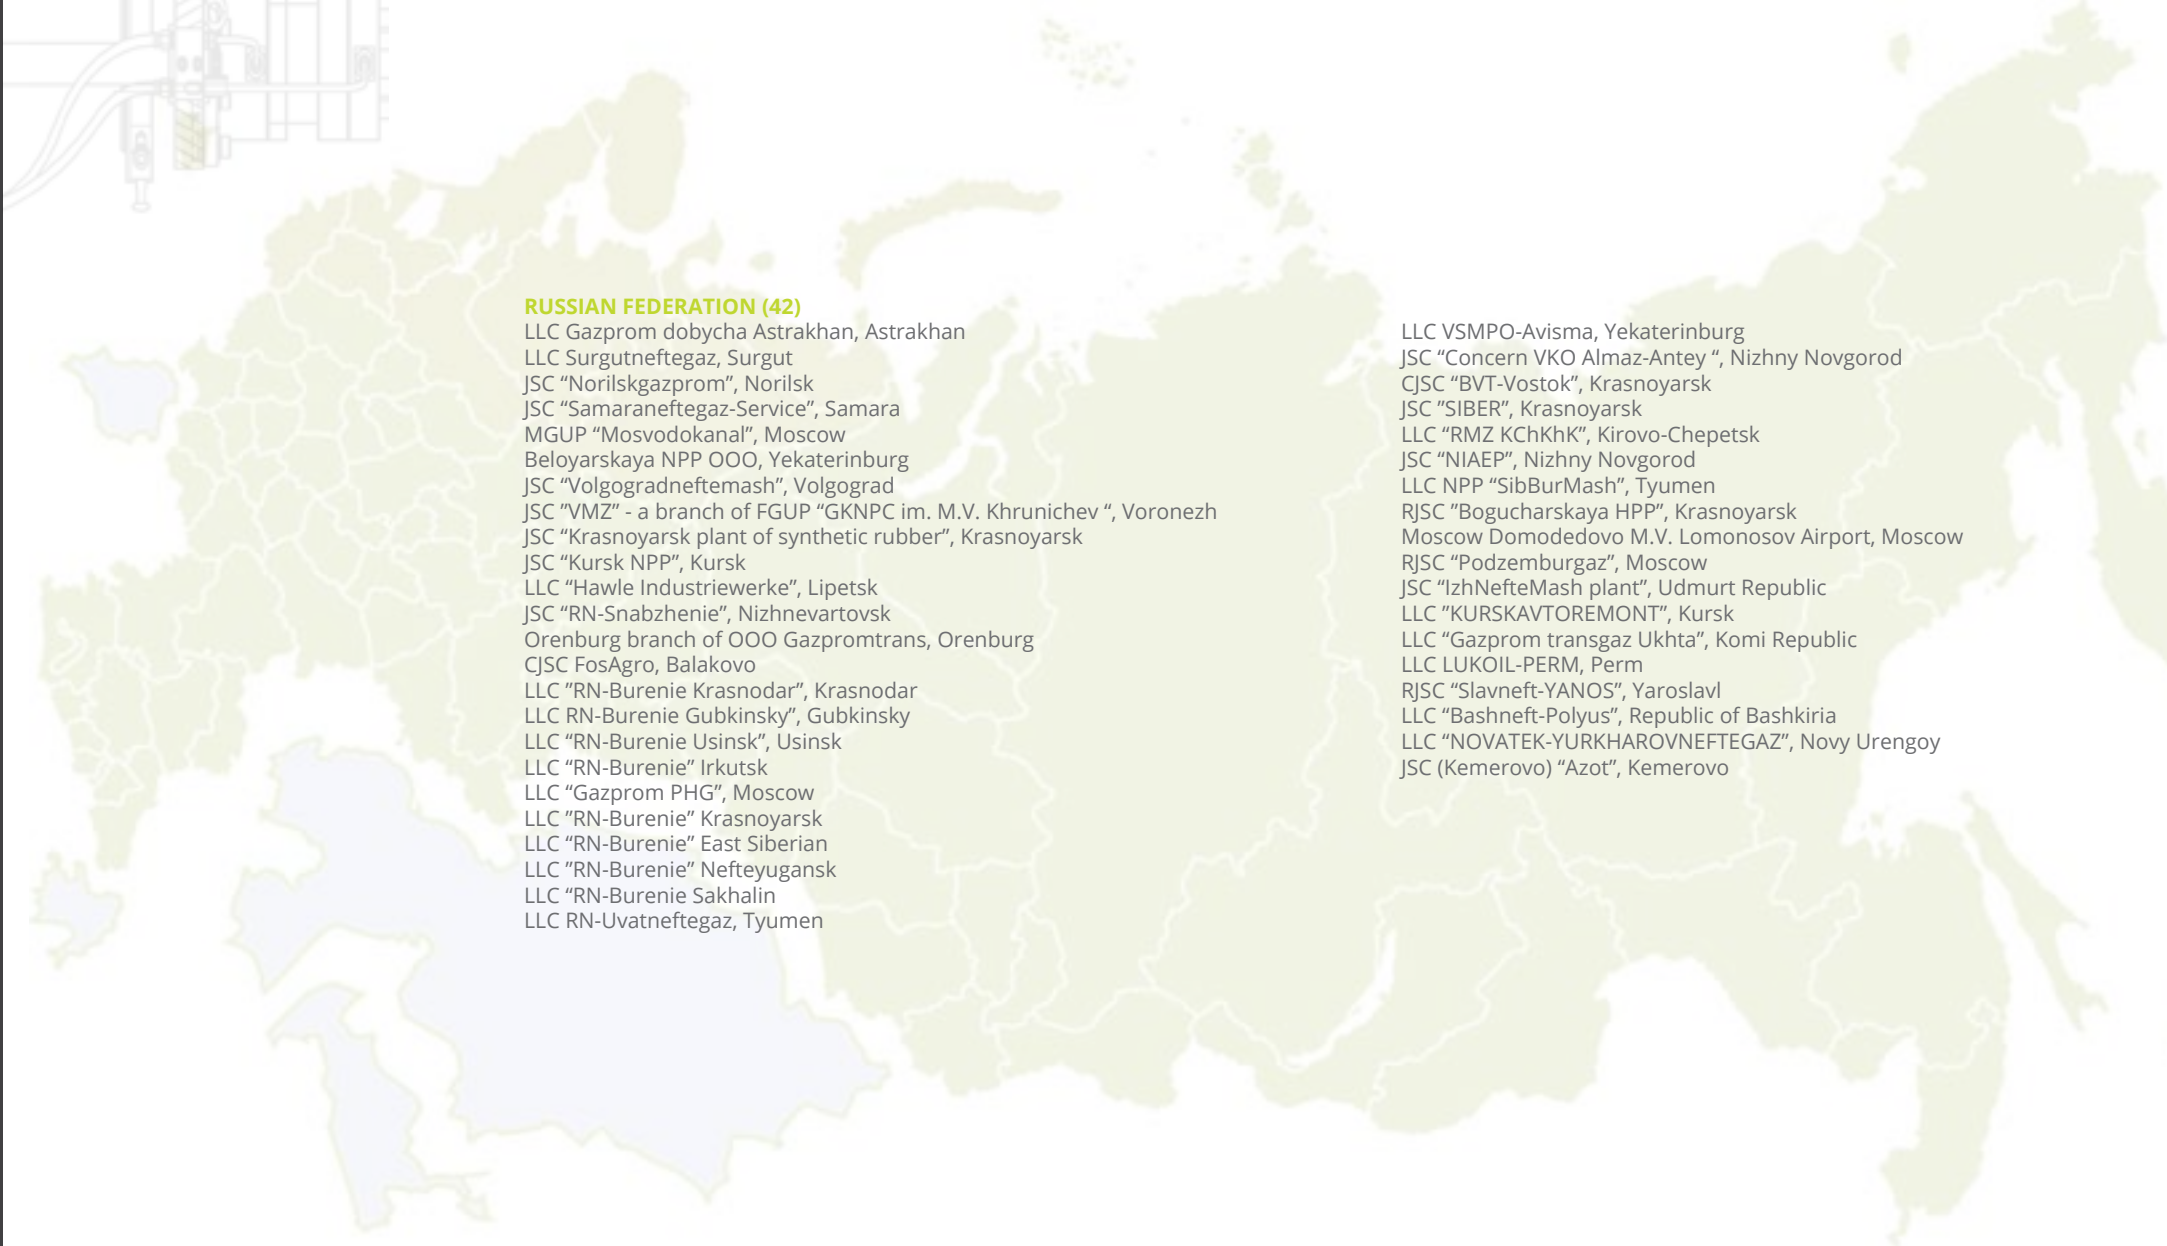 RUSSIAN FEDERATION (42)
LLC Gazprom dobycha Astrakhan, Astrakhan
LLC Surgutneftegaz, Surgut
JSC “Norilskgazprom”, Norilsk
JSC “Samaraneftegaz-Service”, Samara
MGUP “Mosvodokanal”, Moscow
Beloyarskaya NPP OOO, Yekaterinburg
JSC “Volgogradneftemash”, Volgograd
JSC ”VMZ” - a branch of FGUP “GKNPC im. M.V. Khrunichev “, Voronezh
JSC “Krasnoyarsk plant of synthetic rubber”, Krasnoyarsk
JSC “Kursk NPP”, Kursk
LLC “Hawle Industriewerke”, Lipetsk
JSC “RN-Snabzhenie”, Nizhnevartovsk
Orenburg branch of OOO Gazpromtrans, Orenburg
CJSC FosAgro, Balakovo
LLC ”RN-Burenie Krasnodar”, Krasnodar
LLC RN-Burenie Gubkinsky”, Gubkinsky
LLC “RN-Burenie Usinsk”, Usinsk
LLC “RN-Burenie” Irkutsk
LLC “Gazprom PHG”, Moscow
LLC ”RN-Burenie” Krasnoyarsk
LLC “RN-Burenie” East Siberian
LLC ”RN-Burenie” Nefteyugansk
LLC “RN-Burenie Sakhalin
LLC RN-Uvatneftegaz, Tyumen
LLC VSMPO-Avisma, Yekaterinburg
JSC “Concern VKO Almaz-Antey “, Nizhny Novgorod
CJSC “BVT-Vostok”, Krasnoyarsk
JSC ”SIBER”, Krasnoyarsk
LLC “RMZ KChKhK”, Kirovo-Chepetsk
JSC “NIAEP”, Nizhny Novgorod
LLC NPP “SibBurMash”, Tyumen
RJSC ”Bogucharskaya HPP”, Krasnoyarsk
Moscow Domodedovo M.V. Lomonosov Airport, Moscow
RJSC “Podzemburgaz”, Moscow
JSC “IzhNefteMash plant”, Udmurt Republic
LLC ”KURSKAVTOREMONT”, Kursk
LLC “Gazprom transgaz Ukhta”, Komi Republic
LLC LUKOIL-PERM, Perm
RJSC “Slavneft-YANOS”, Yaroslavl
LLC “Bashneft-Polyus”, Republic of Bashkiria
LLC “NOVATEK-YURKHAROVNEFTEGAZ”, Novy Urengoy
JSC (Kemerovo) “Azot”, Kemerovo